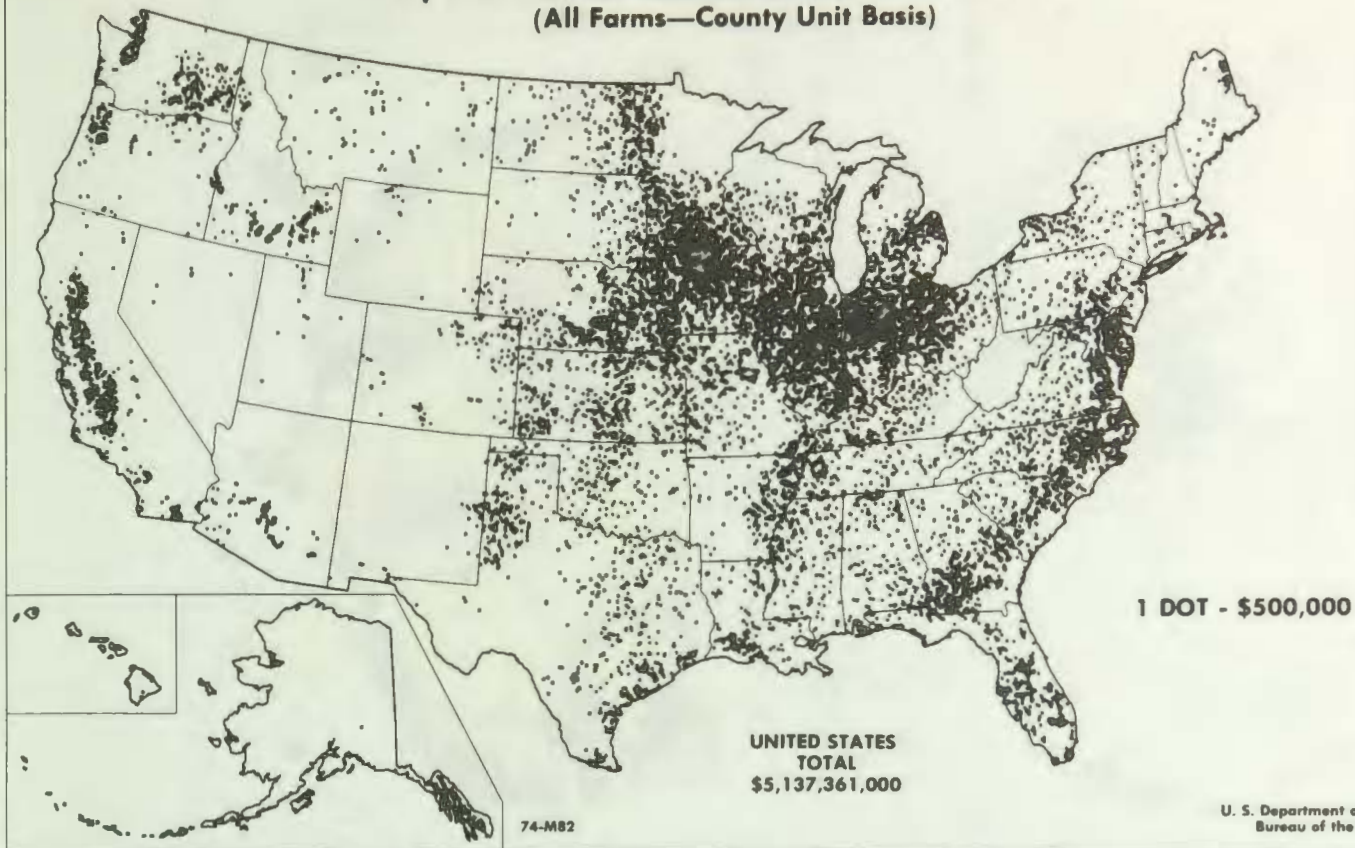 (All Farms—County Unit Basis)
1 DOT - $500,000
UNITED STATES
TOTAL
$5,137,361,000
74-M82
U. S. Department o
Bureau of the